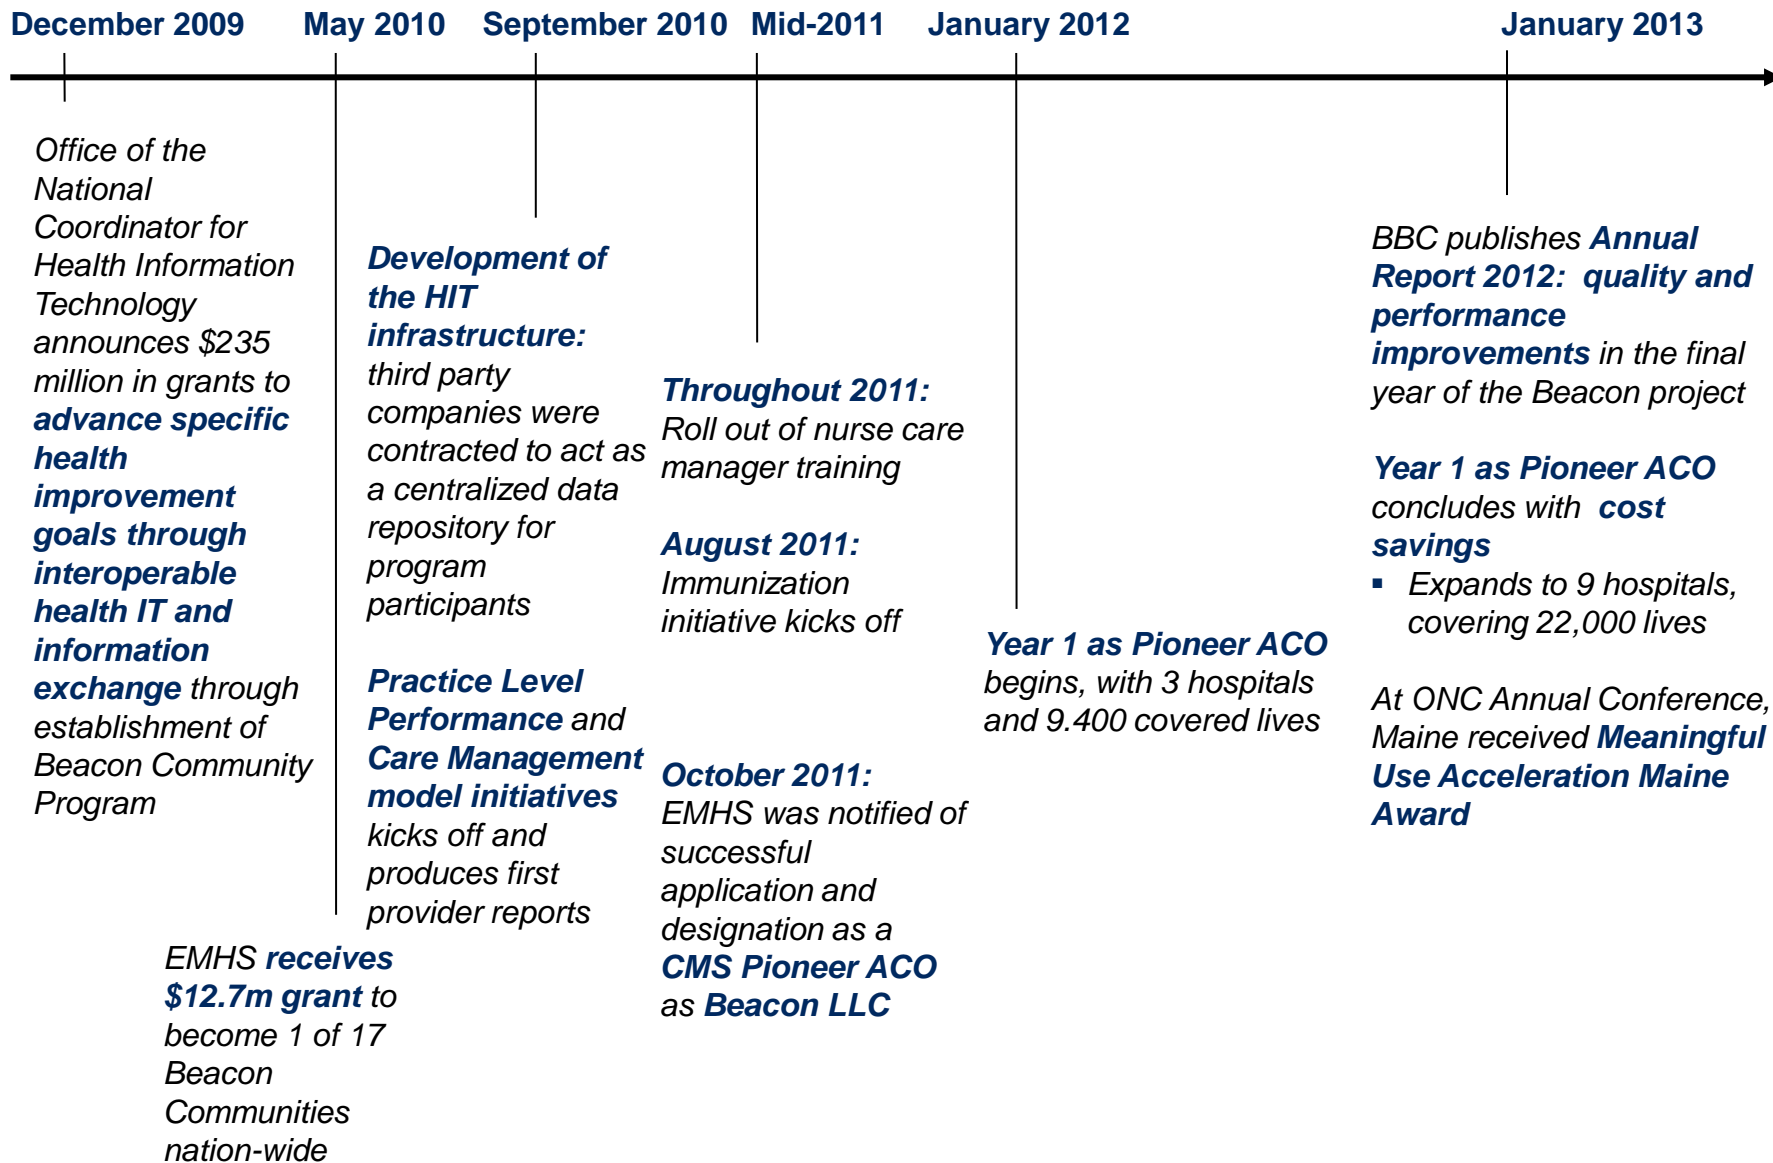 December 2009
May 2010
September 2010
Mid-2011
January 2012
January 2013
Office of the
National
Coordinator for
Health Information
Technology
announces $235
million in grants to
advance specific
health
improvement
goals through
interoperable
health IT and
information
exchange through
establishment of
Beacon Community
Program
EMHS receives
$12.7m grant to
become 1 of 17
Beacon
Communities
nation-wide
Development of
the HIT
infrastructure:
third party
companies were
contracted to act as
a centralized data
repository for
program
participants
Practice Level
Performance and
Care Management
model initiatives
kicks off and
produces first
provider reports
Throughout 2011:
Roll out of nurse care
manager training
August 2011:
Immunization
initiative kicks off
October 2011:
EMHS was notified of
successful
application and
designation as a
CMS Pioneer ACO
as Beacon LLC
Year 1 as Pioneer ACO
begins, with 3 hospitals
and 9.400 covered lives
BBC publishes Annual
Report 2012: quality and
performance
improvements in the final
year of the Beacon project
Year 1 as Pioneer ACO
concludes with cost
savings
▪ Expands to 9 hospitals,
covering 22,000 lives
At ONC Annual Conference,
Maine received Meaningful
Use Acceleration Maine
Award